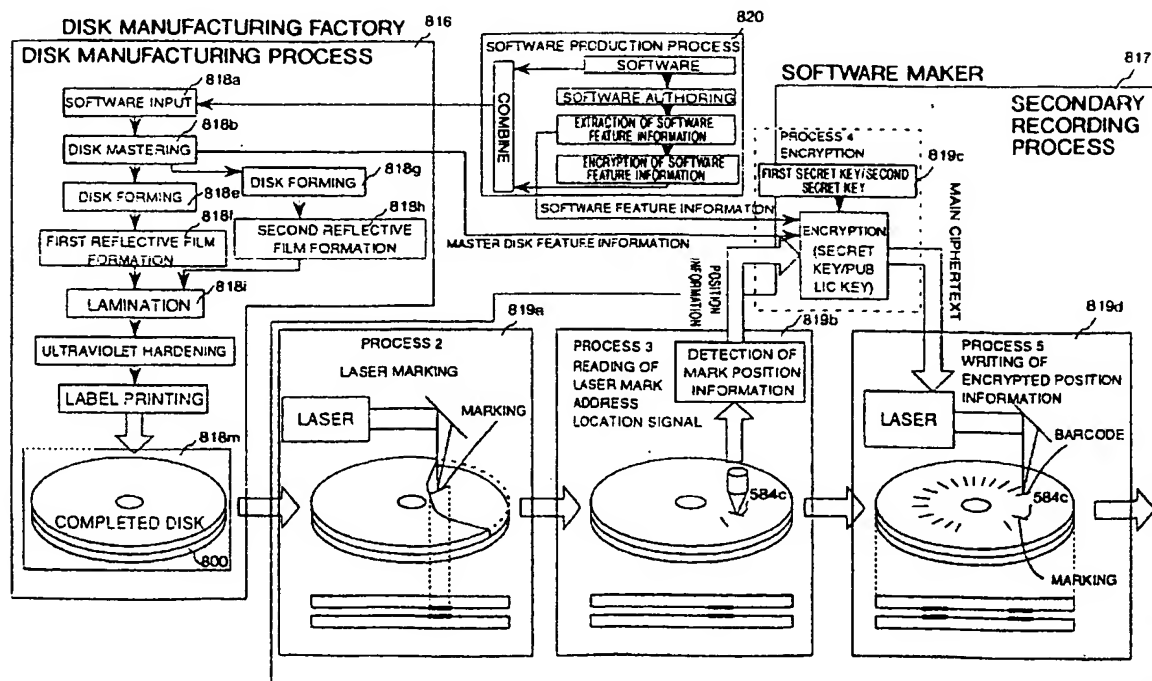 DISK MANUFACTURING FACTORY
816
DISK MANUFACTURING PROCESS
818a
SOFTWARE INPUT
818b
DISK MASTERING
DISK FORMING
818g
DISK FORMING
818e
818f
818h
FIRST REFLECTIVE FILM
FORMATION
SECOND REFLECTIVE
FILM FORMATION
LAMINATION
818i
ULTRAVIOLET HARDENING
LABEL PRINTING
818m
COMPLETED DISK
800
820
SOFTWARE PRODUCTION PROCESS
SOFTWARE
COMBINE
SOFTWARE AUTHORING
EXTRACTION OF SOFTWARE
FEATURE INFORMATION
ENCRYPTION OF SOFTWARE
FEATURE INFORMATION
SOFTWARE FEATURE INFORMATION
MASTER DISK FEATURE INFORMATION
817
SOFTWARE MAKER
SECONDARY
RECORDING
PROCESS
PROCESS 4
ENCRYPTION
819c
FIRST SECRET KEY/SECOND
SECRET KEY
ENCRYPTION
(SECRET
KEY/PUB
LIC KEY)
MAIN CIPHERTEXT
POSITION
INFORMATION
819a
PROCESS 2
LASER MARKING
LASER
MARKING
819b
PROCESS 3
READING OF
LASER MARK
ADDRESS
LOCATION SIGNAL
DETECTION OF
MARK POSITION
INFORMATION
584c
819d
PROCESS 5
WRITING OF
ENCRYPTED POSITION
INFORMATION
LASER
BARCODE
584c
MARKING